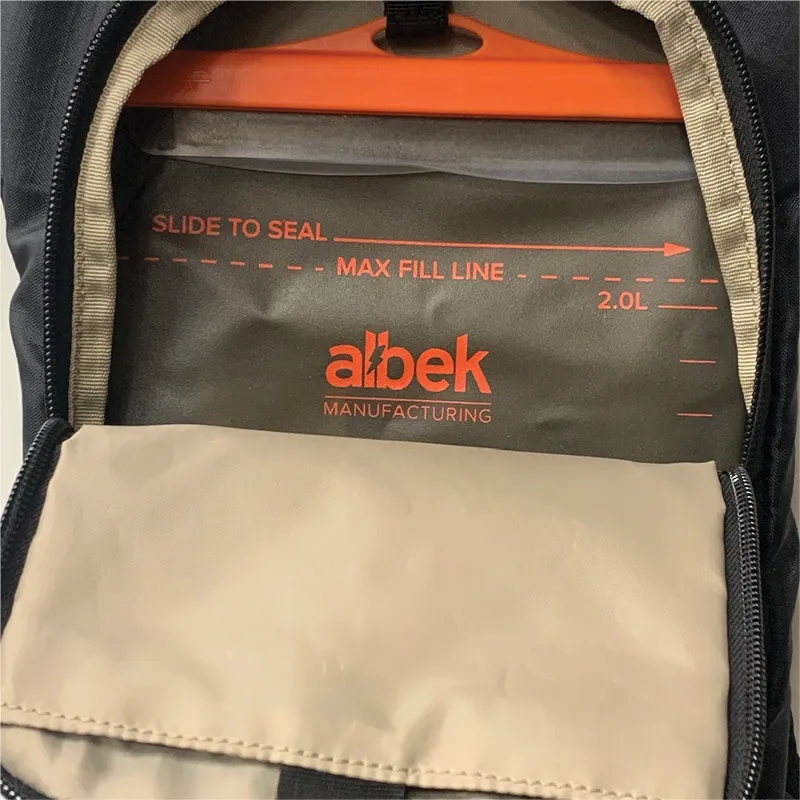 SLIDE TO SEAL
MAX FILL LINE
2.0L
albek
MANUFACTURING